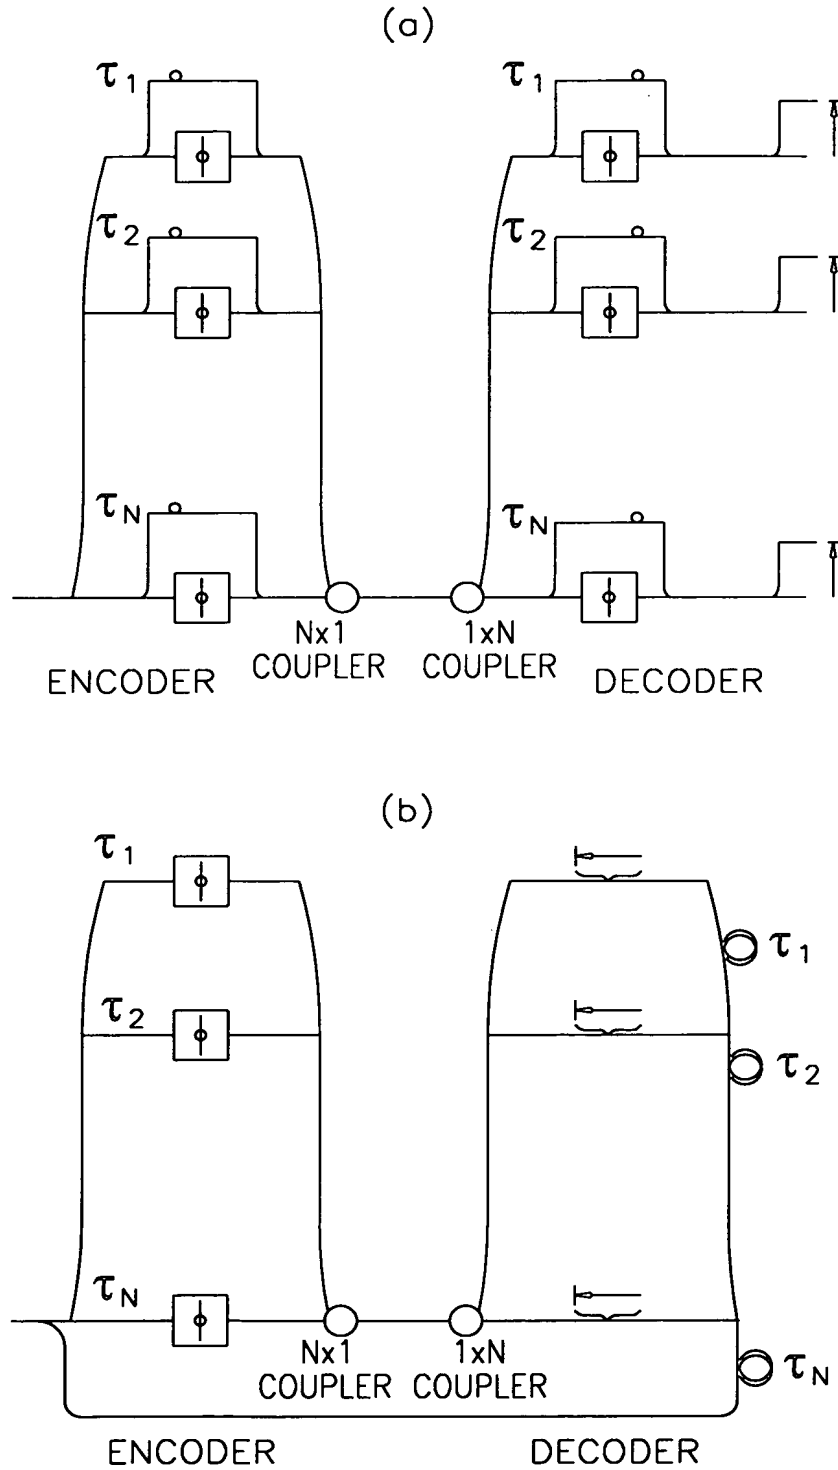 (a)
τ1 τ1
τ2 τ2
τN τN
Nx1 1xN
COUPLER COUPLER
ENCODER DECODER
(b)
τ1
τ1
τ2
τ2
τN
Nx1 1xN
COUPLER COUPLER
τN
ENCODER DECODER